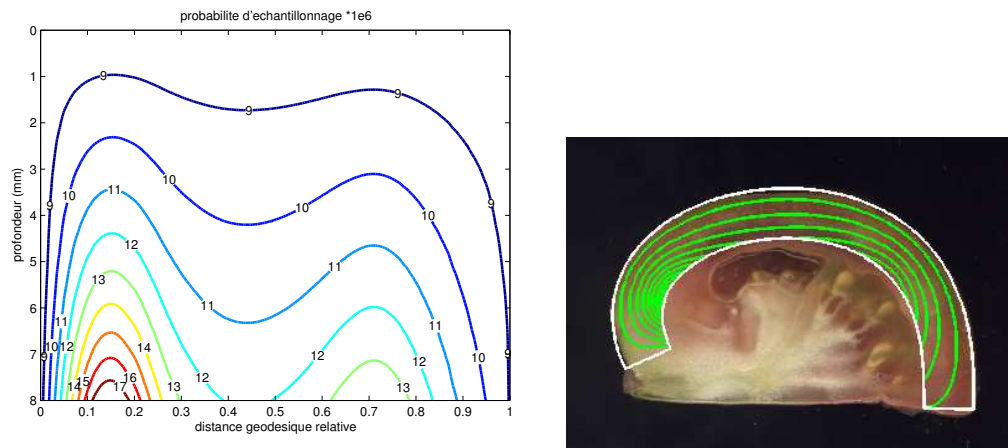 probabilite d'echantillonnage *1e6
profondeur (mm)
0
1
2
3
4
5
6
7
8
9 9 9 9 9 9 9
10 10 10 10 10 10
11 11 11 11 11
12 12 12 12 12
13 13 13
14 14
15
16
17
0 0.1 0.2 0.3 0.4 0.5 0.6 0.7 0.8 0.9 1
distance geodesique relative